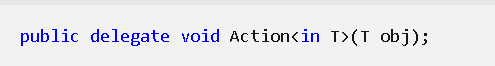 public delegate void Action<in T>(T obj);